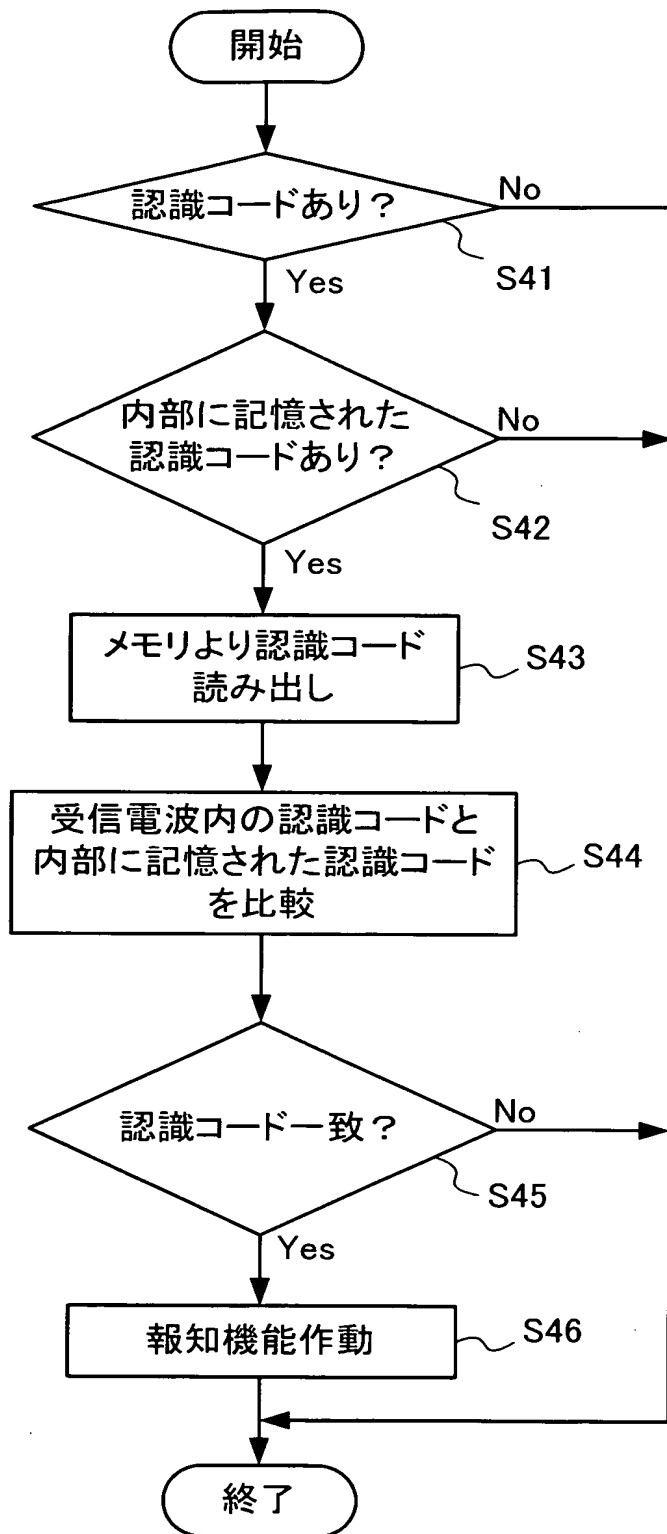 開始
認識コードあり？
No
S41
Yes
内部に記憶された
認識コードあり？
No
S42
Yes
メモリより認識コード
読み出し
S43
受信電波内の認識コードと
内部に記憶された認識コード
を比較
S44
認識コード一致？
No
S45
Yes
報知機能作動
S46
終了